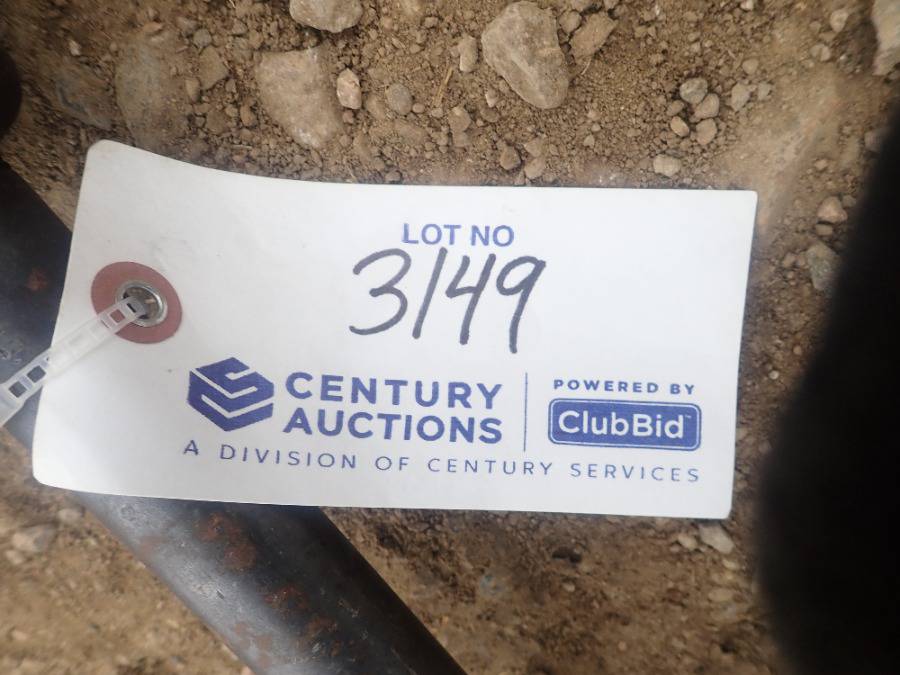 LOT NO
3149
CENTURY
AUCTIONS
POWERED BY
ClubBid
A DIVISION OF CENTURY SERVICES